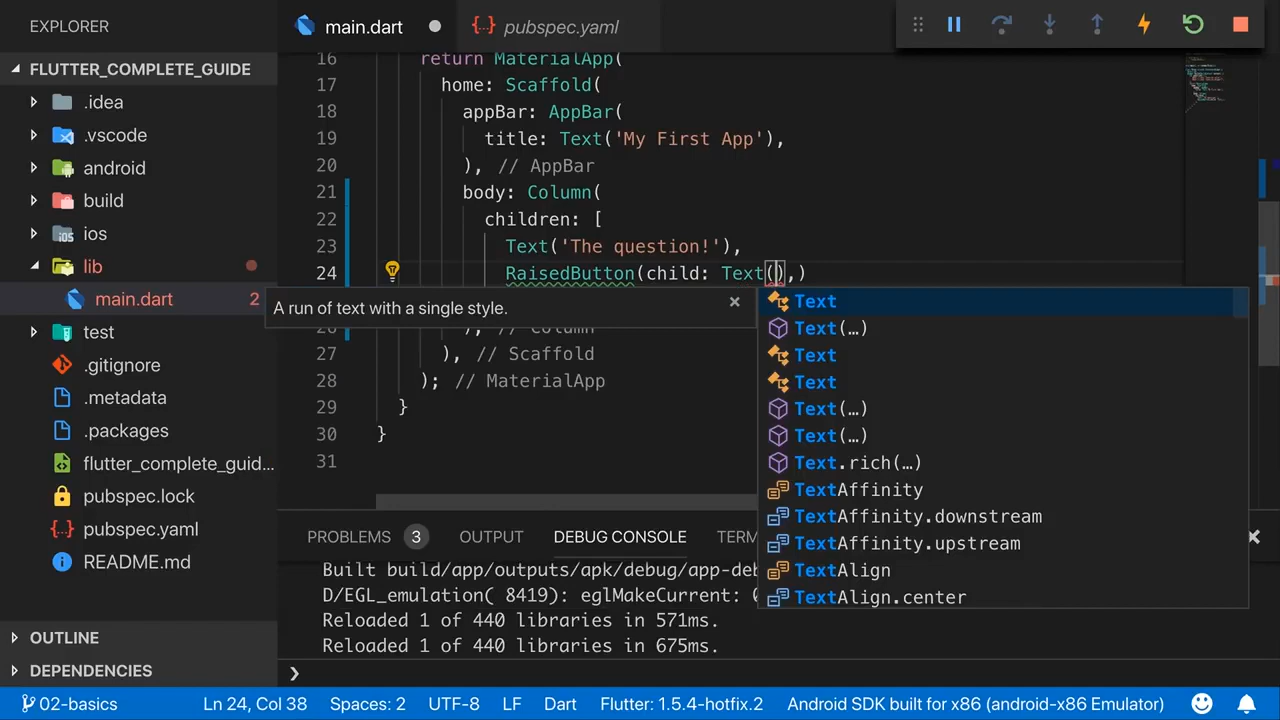 EXPLORER
main.dart
pubspec.yaml
FLUTTER_COMPLETE_GUIDE
.idea
.vscode
android
build
ios
lib
main.dart 2
test
.gitignore
.metadata
.packages
flutter_complete_guid...
pubspec.lock
pubspec.yaml
README.md
OUTLINE
DEPENDENCIES
16 return MaterialApp(
17 home: Scaffold(
18 appBar: AppBar(
19 title: Text('My First App'),
20 ), // AppBar
21 body: Column(
22 children: [
23 Text('The question!'),
24 RaisedButton(child: Text(),)
A run of text with a single style.
), // Column
27 ), // Scaffold
28 ); // MaterialApp
29 }
30 }
31
Text
Text(…)
Text
Text
Text(…)
Text(…)
Text.rich(…)
TextAffinity
TextAffinity.downstream
TextAffinity.upstream
TextAlign
TextAlign.center
PROBLEMS 3 OUTPUT DEBUG CONSOLE TERM
Built build/app/outputs/apk/debug/app-deb
D/EGL_emulation( 8419): eglMakeCurrent:
Reloaded 1 of 440 libraries in 571ms.
Reloaded 1 of 440 libraries in 675ms.
02-basics Ln 24, Col 38 Spaces: 2 UTF-8 LF Dart Flutter: 1.5.4-hotfix.2 Android SDK built for x86 (android-x86 Emulator)